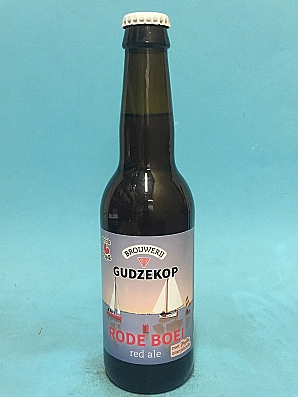 BROUWERIJ
GUDZEKOP
RODE BOEI
red ale